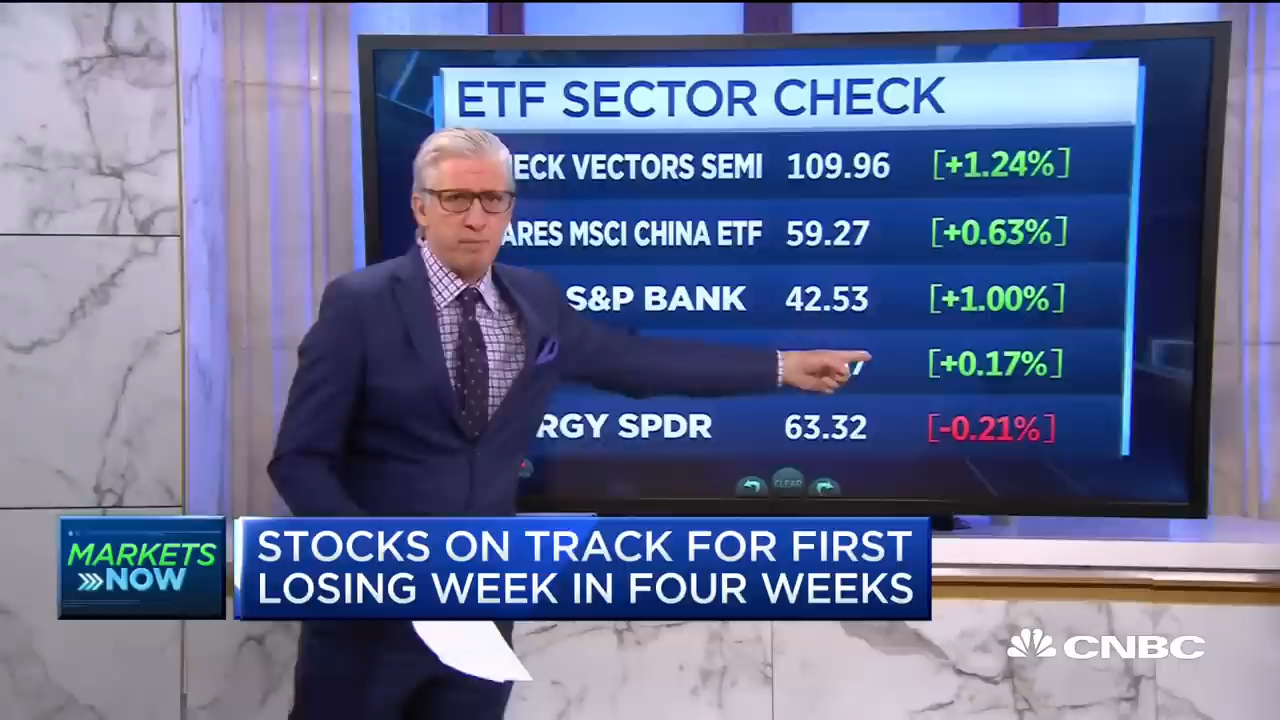 ETF SECTOR CHECK
ECK VECTORS SEMI 109.96 [+1.24%]
ARES MSCI CHINA ETF 59.27 [+0.63%]
S&P BANK 42.53 [+1.00%]
[+0.17%]
RGY SPDR 63.32 [-0.21%]
CLEAR
MARKETS
NOW
STOCKS ON TRACK FOR FIRST
LOSING WEEK IN FOUR WEEKS
CNBC